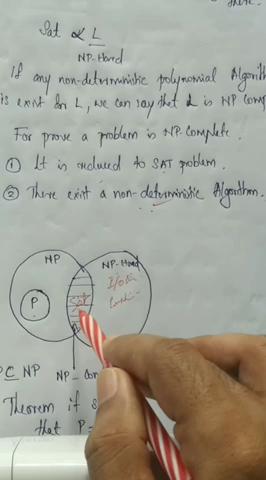 there.
Sat α L
NP-Hard
If any non-deterministic polynomial Algorith
is exist for L, we can say that L is NP comp
For prove a problem is NP-Complete.
① It is reduced to SAT problem.
② There exist a non-deterministic Algorithm.
NP
NP-Hard
P
SAT
P ⊆ NP NP-Com
Theorem if s
that P =